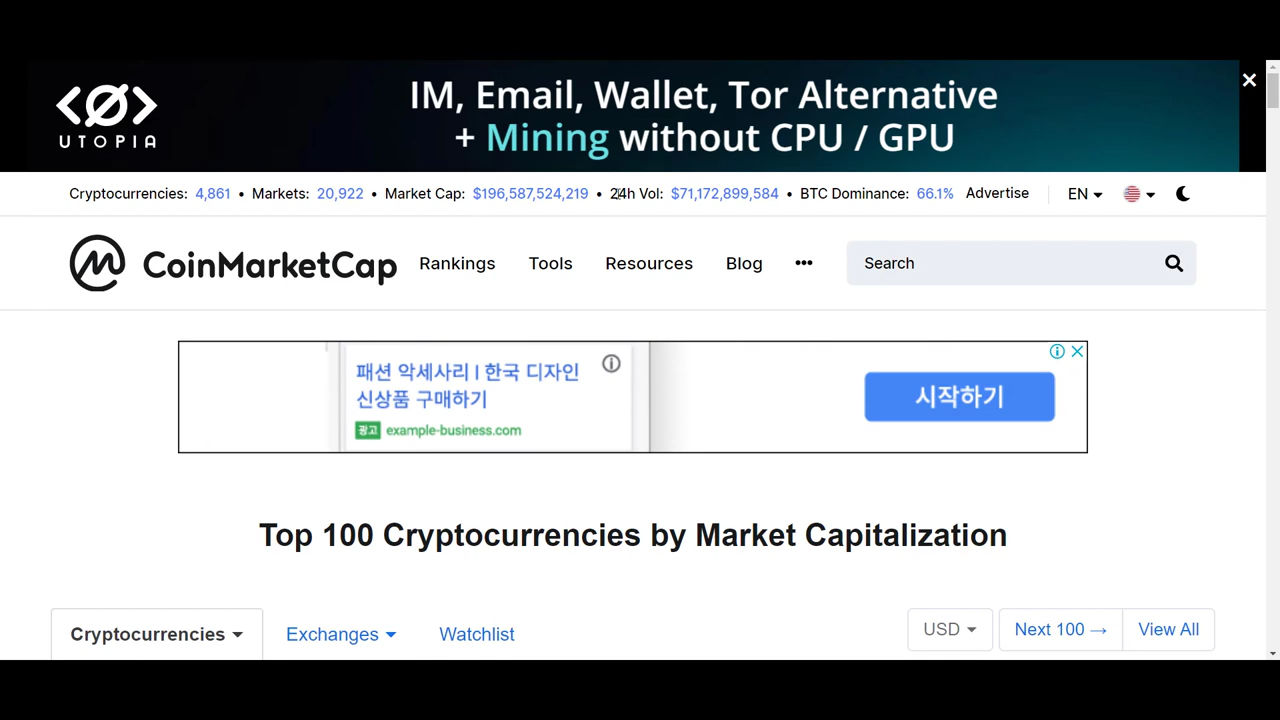 IM, Email, Wallet, Tor Alternative
+ Mining without CPU / GPU
UTOPIA
Cryptocurrencies: 4,861 • Markets: 20,922 • Market Cap: $196,587,524,219 • 24h Vol: $71,172,899,584 • BTC Dominance: 66.1% Advertise EN
CoinMarketCap Rankings Tools Resources Blog ••• Search
패션 악세사리 | 한국 디자인
신상품 구매하기
광고 example-business.com
시작하기
Top 100 Cryptocurrencies by Market Capitalization
Cryptocurrencies Exchanges Watchlist USD Next 100 → View All